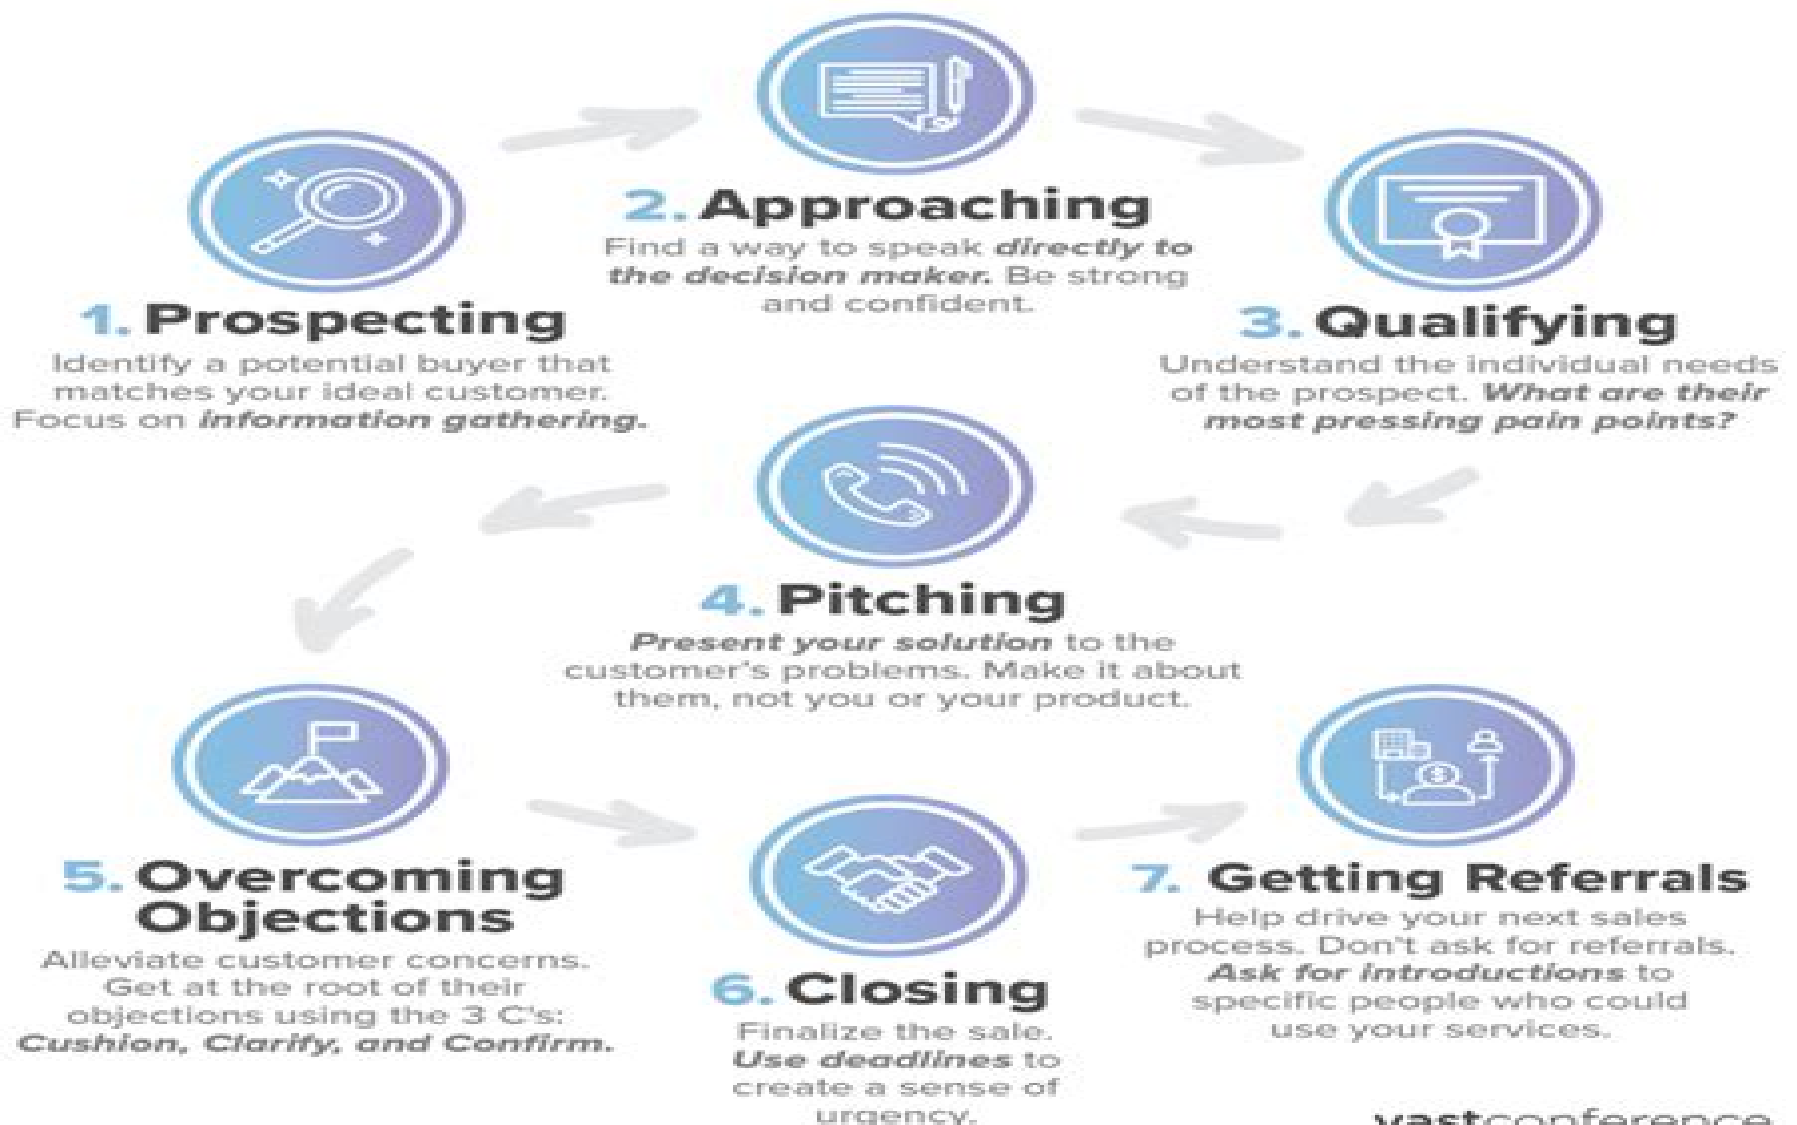 1. Prospecting
Identify a potential buyer that
matches your ideal customer.
Focus on information gathering.
2. Approaching
Find a way to speak directly to
the decision maker. Be strong
and confident.
3. Qualifying
Understand the individual needs
of the prospect. What are their
most pressing pain points?
4. Pitching
Present your solution to the
customer's problems. Make it about
them, not you or your product.
5. Overcoming
Objections
Alleviate customer concerns.
Get at the root of their
objections using the 3 C's:
Cushion, Clarify, and Confirm.
6. Closing
Finalize the sale.
Use deadlines to
create a sense of
urgency.
7. Getting Referrals
Help drive your next sales
process. Don't ask for referrals.
Ask for introductions to
specific people who could
use your services.
vastconference